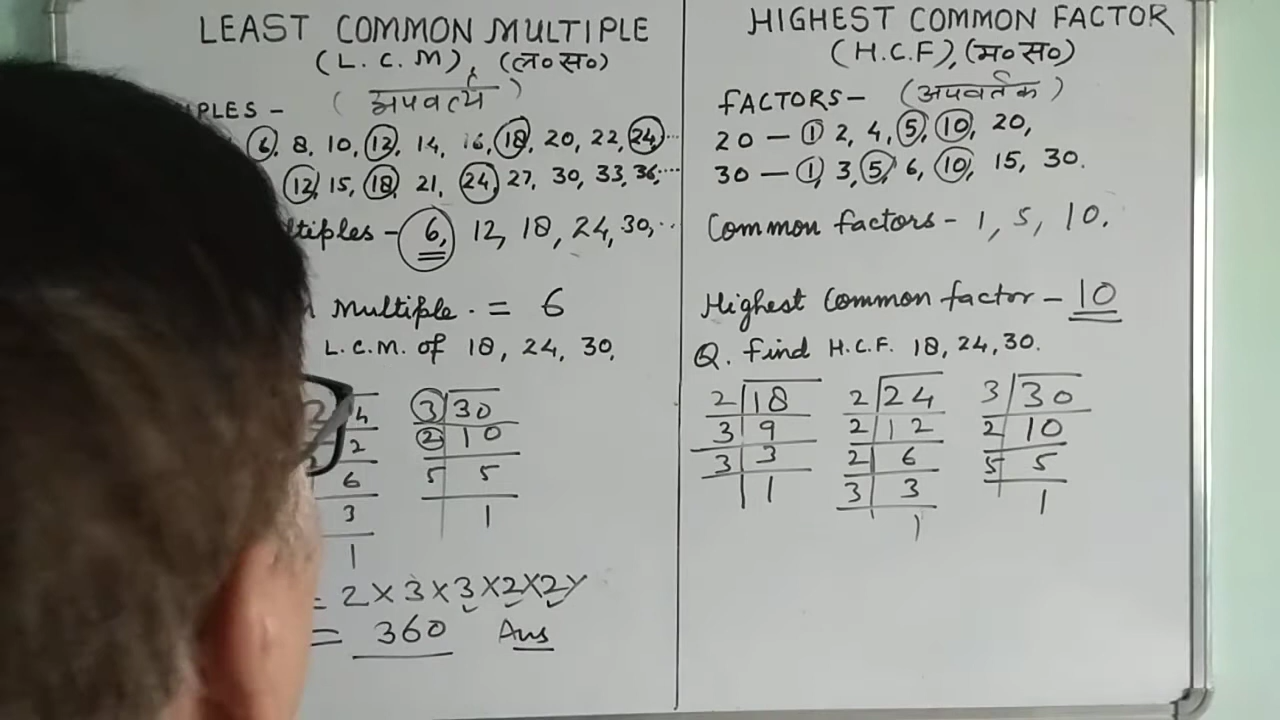 LEAST COMMON MULTIPLE
(L.C.M), (ल०स०)
(अपवर्त्य)
PLES -
6, 8, 10, 12, 14, 16, 18, 20, 22, 24...
12, 15, 18, 21, 24, 27, 30, 33, 36,....
ltiples - 6, 12, 18, 24, 30,..
Multiple. = 6
L.C.M. of 18, 24, 30,
4
2
2
6
3
1
3 30
2 10
5 5
1
= 2 X 3 X 3 X 2 X 2 X
= 360 Ans
HIGHEST COMMON FACTOR
(H.C.F), (म०स०)
FACTORS- (अपवर्तक)
20 - 1 2, 4, 5, 10, 20,
30 - 1, 3, 5, 6, 10, 15, 30.
Common factors - 1, 5, 10.
Highest Common factor - 10
Q. find H.C.F. 18, 24, 30.
2 18
3 9
3 3
1
2 24
2 12
2 6
3 3
1
3 30
2 10
5 5
1